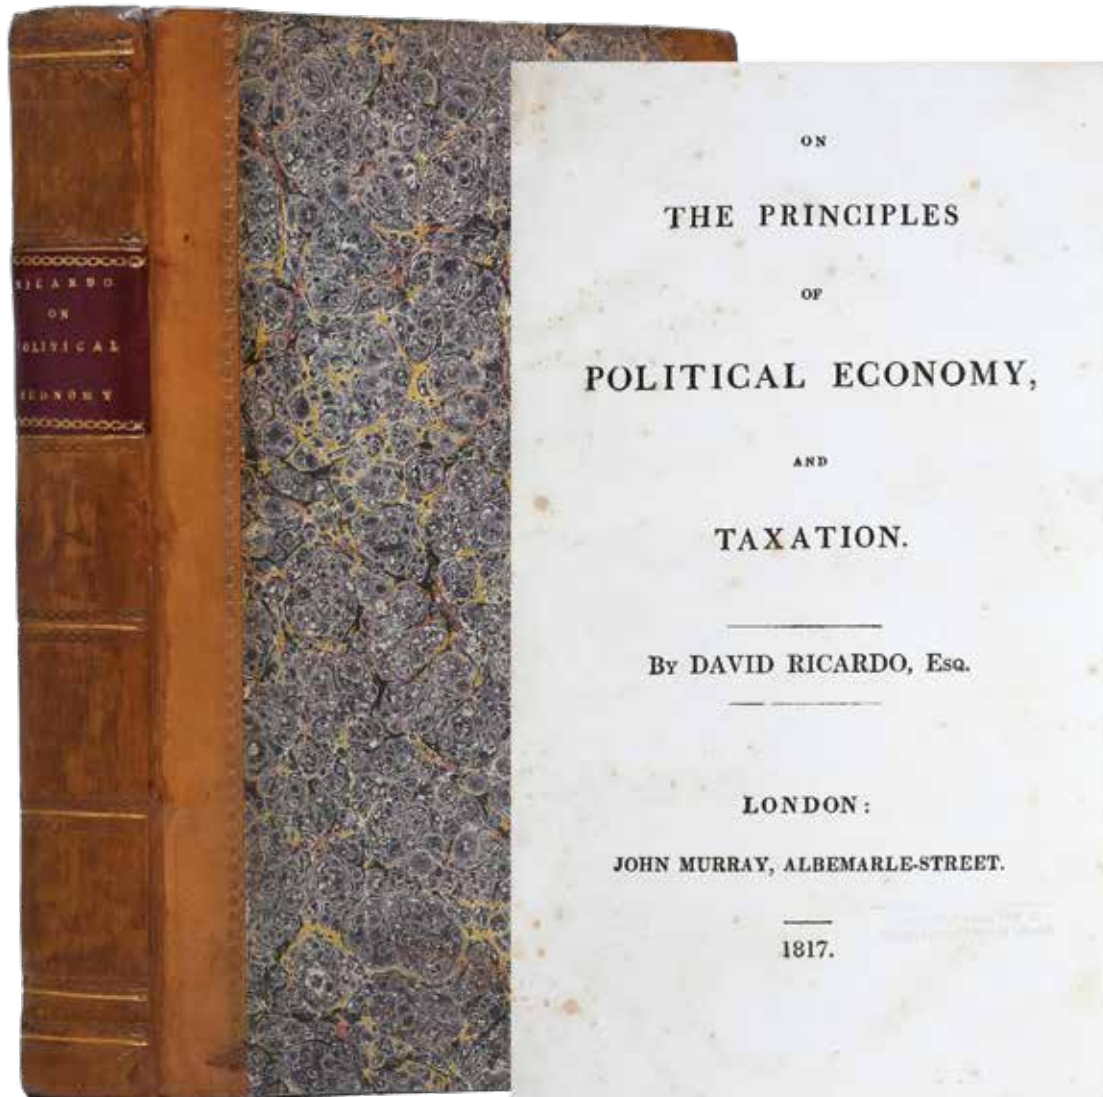 RICARDO
ON
POLITICAL
ECONOMY
ON
THE PRINCIPLES
OF
POLITICAL ECONOMY,
AND
TAXATION.
By DAVID RICARDO, Esq.
LONDON:
JOHN MURRAY, ALBEMARLE-STREET.
1817.